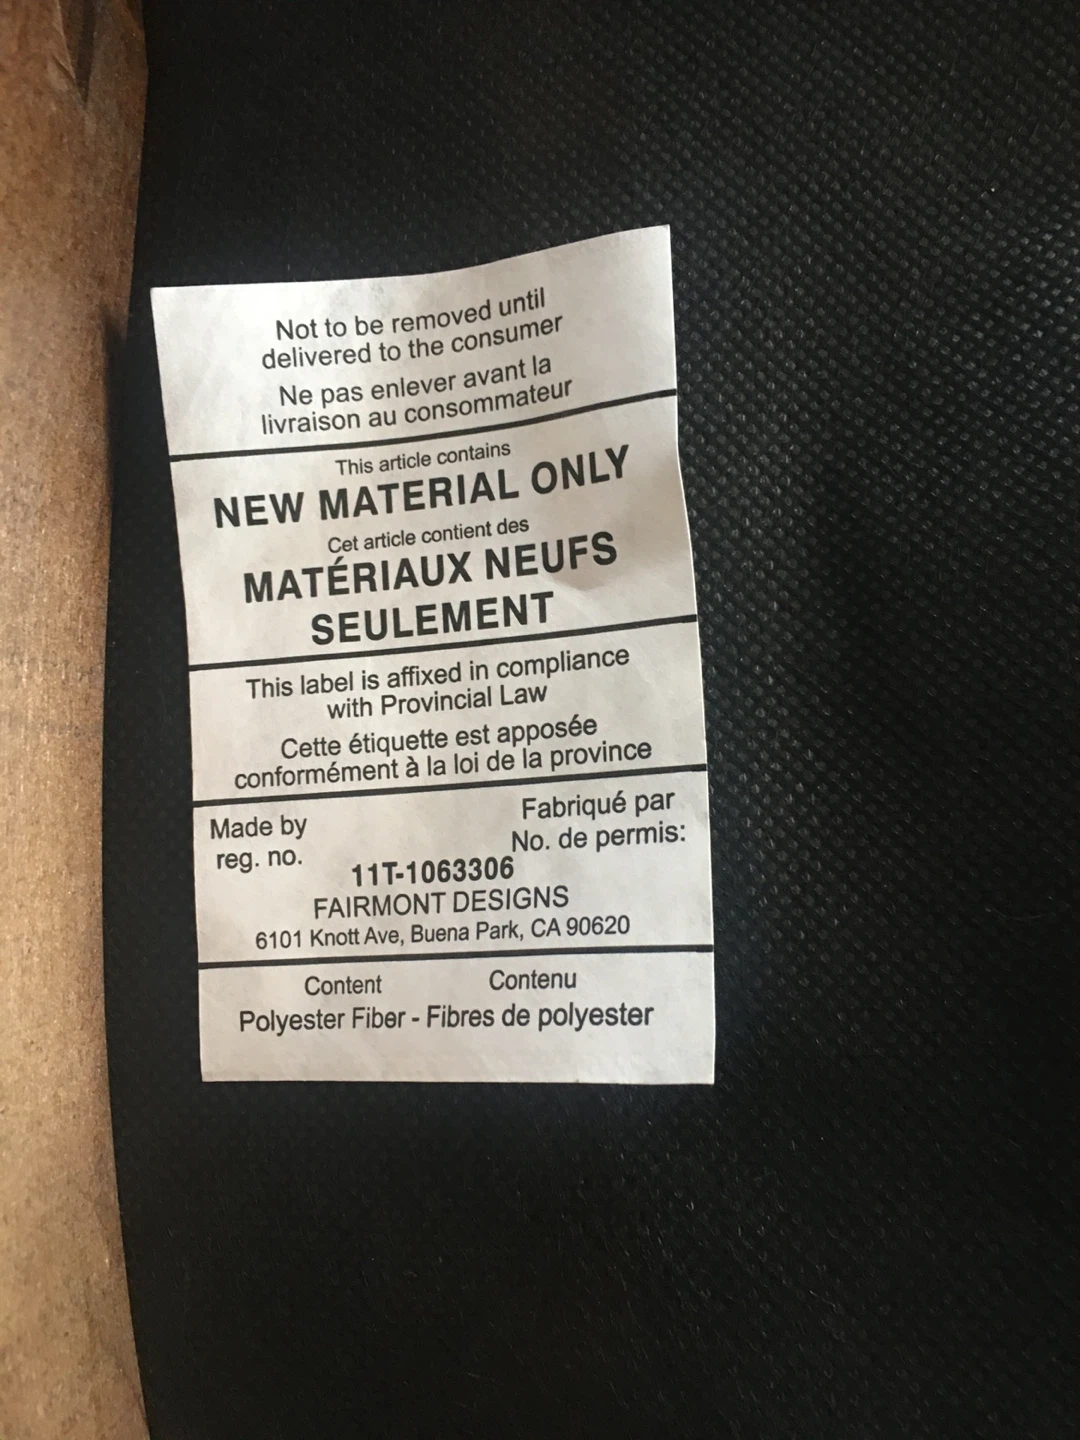 Not to be removed until
delivered to the consumer
Ne pas enlever avant la
livraison au consommateur
This article contains
NEW MATERIAL ONLY
Cet article contient des
MATÉRIAUX NEUFS
SEULEMENT
This label is affixed in compliance
with Provincial Law
Cette étiquette est apposée
conformément à la loi de la province
Made by Fabriqué par
reg. no. No. de permis:
11T-1063306
FAIRMONT DESIGNS
6101 Knott Ave, Buena Park, CA 90620
Content Contenu
Polyester Fiber - Fibres de polyester